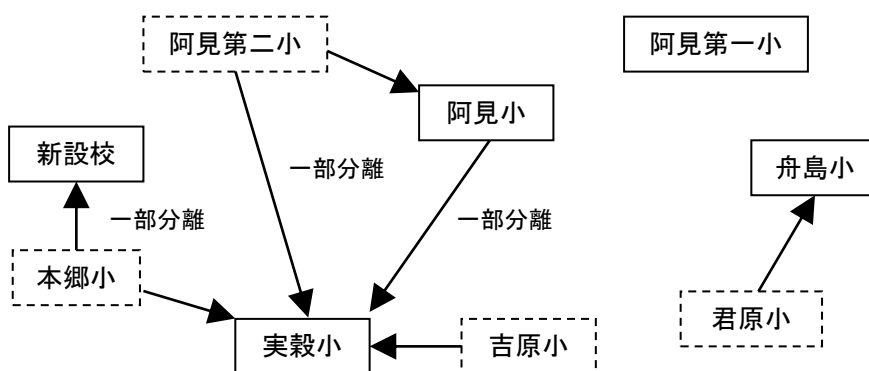 阿見第二小
阿見第一小
阿見小
新設校
一部分離
舟島小
一部分離
一部分離
本郷小
君原小
実穀小
吉原小